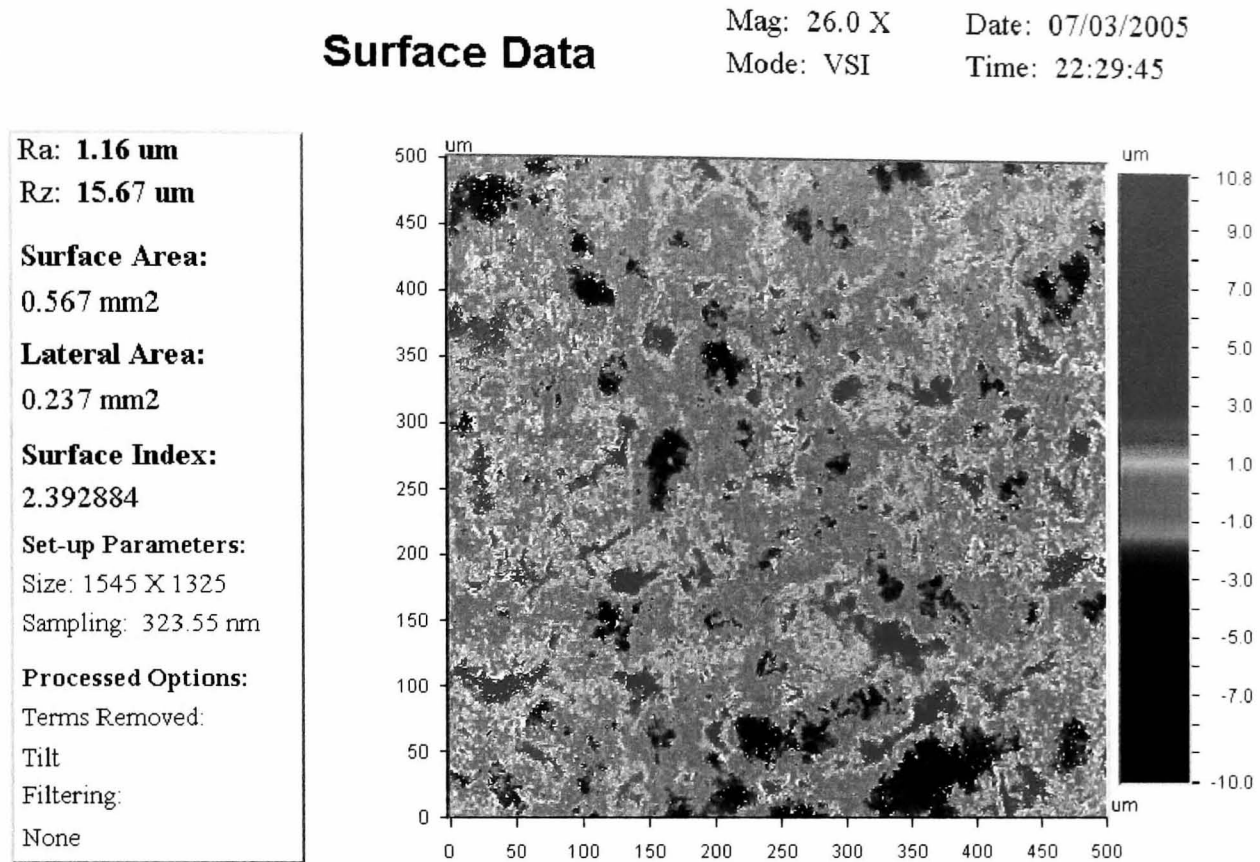 Surface Data
Mag: 26.0 X
Mode: VSI
Date: 07/03/2005
Time: 22:29:45
Ra: 1.16 um
Rz: 15.67 um
Surface Area:
0.567 mm2
Lateral Area:
0.237 mm2
Surface Index:
2.392884
Set-up Parameters:
Size: 1545 X 1325
Sampling: 323.55 nm
Processed Options:
Terms Removed:
Tilt
Filtering:
None
um
500
450
400
350
300
250
200
150
100
50
0
0 50 100 150 200 250 300 350 400 450 500
um
10.8
9.0
7.0
5.0
3.0
1.0
-1.0
-3.0
-5.0
-7.0
-10.0
um